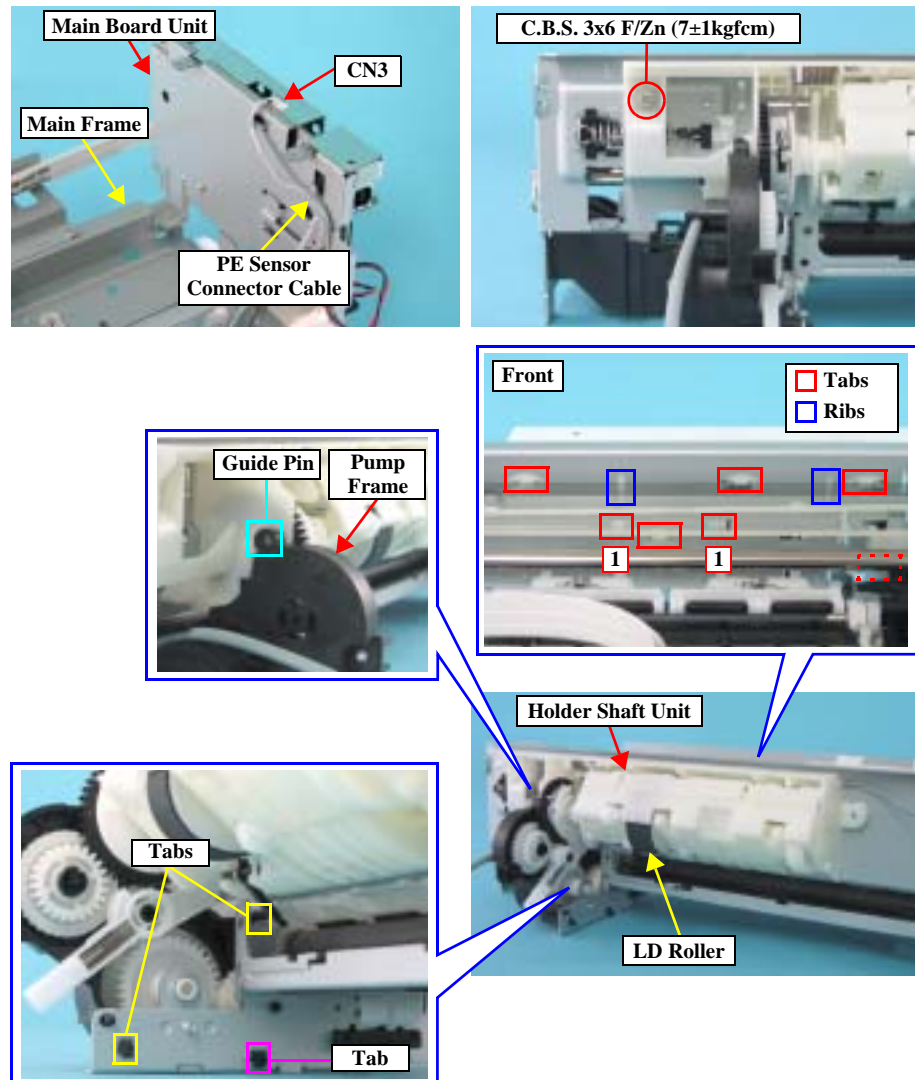 Main Board Unit
CN3
Main Frame
PE Sensor
Connector Cable
C.B.S. 3x6 F/Zn (7±1kgfcm)
Front
Tabs
Ribs
1
1
Guide Pin
Pump
Frame
Holder Shaft Unit
LD Roller
Tabs
Tab